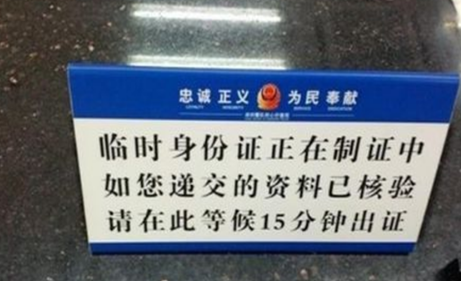 忠诚 正义 为民 奉献
LOYALTY SERVICE
临时身份证正在制证中
如您递交的资料已核验
请在此等候15分钟出证